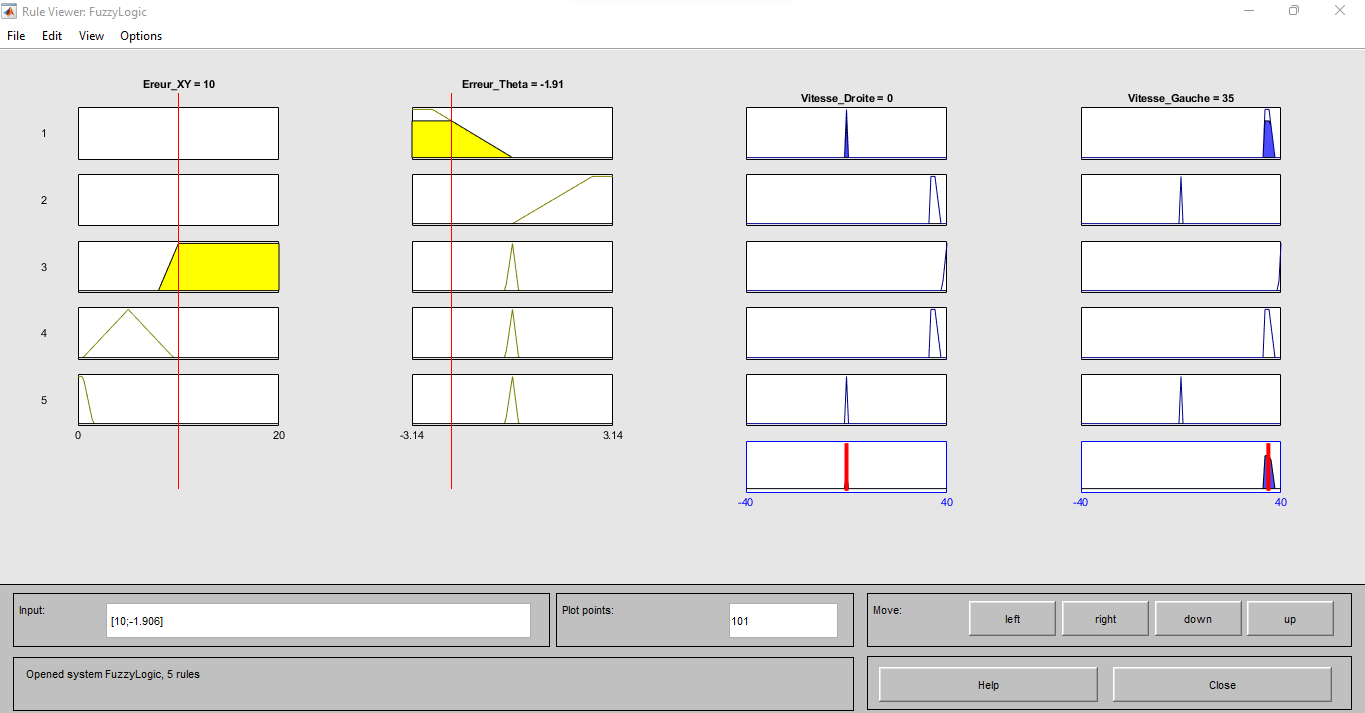 Rule Viewer: FuzzyLogic
File Edit View Options
Ereur_XY = 10
Erreur_Theta = -1.91
Vitesse_Droite = 0
Vitesse_Gauche = 35
1
2
3
4
5
0 20
-3.14 3.14
-40 40
-40 40
Input:
[10;-1.906]
Plot points:
101
Move:
left
right
down
up
Opened system FuzzyLogic, 5 rules
Help
Close